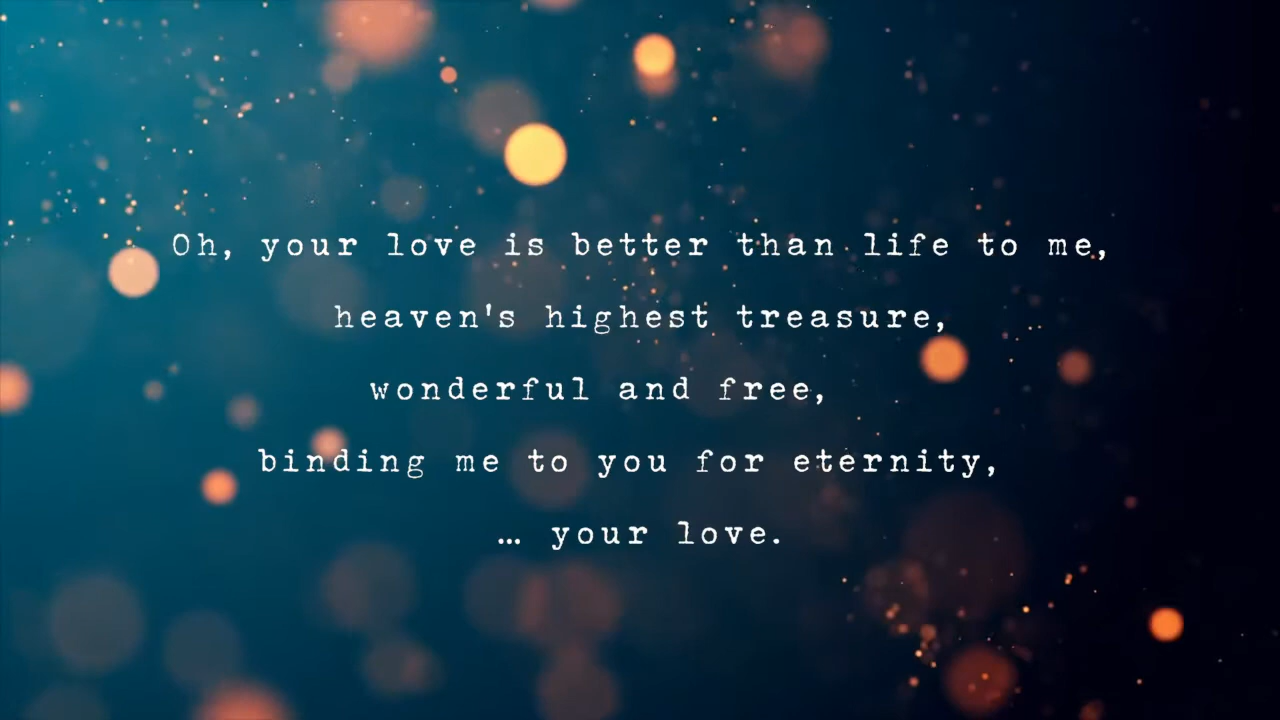 Oh, your love is better than life to me,
heaven's highest treasure,
wonderful and free,
binding me to you for eternity,
… your love.